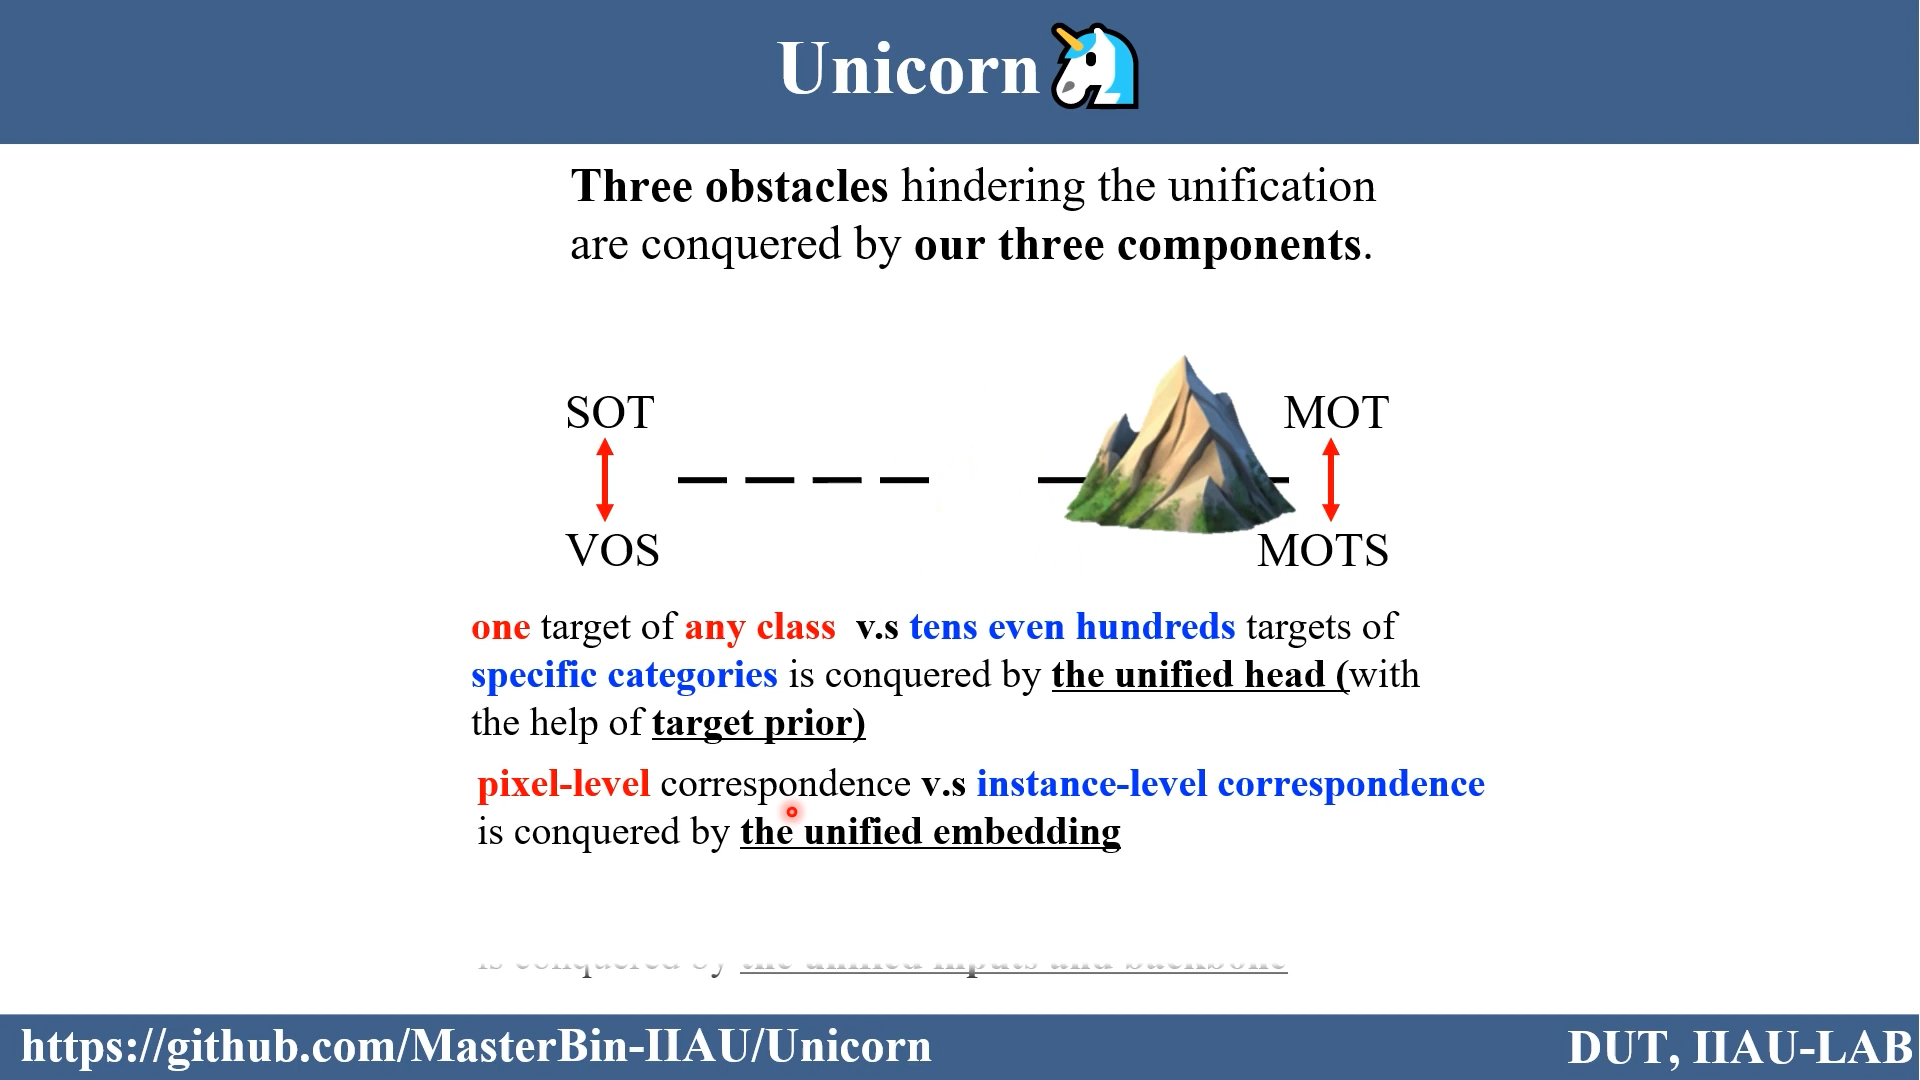 Unicorn
Three obstacles hindering the unification
are conquered by our three components.
SOT
MOT
VOS
MOTS
one target of any class v.s tens even hundreds targets of
specific categories is conquered by the unified head (with
the help of target prior)
pixel-level correspondence v.s instance-level correspondence
is conquered by the unified embedding
is conquered by the unified inputs and backbone
https://github.com/MasterBin-IIAU/Unicorn
DUT, IIAU-LAB